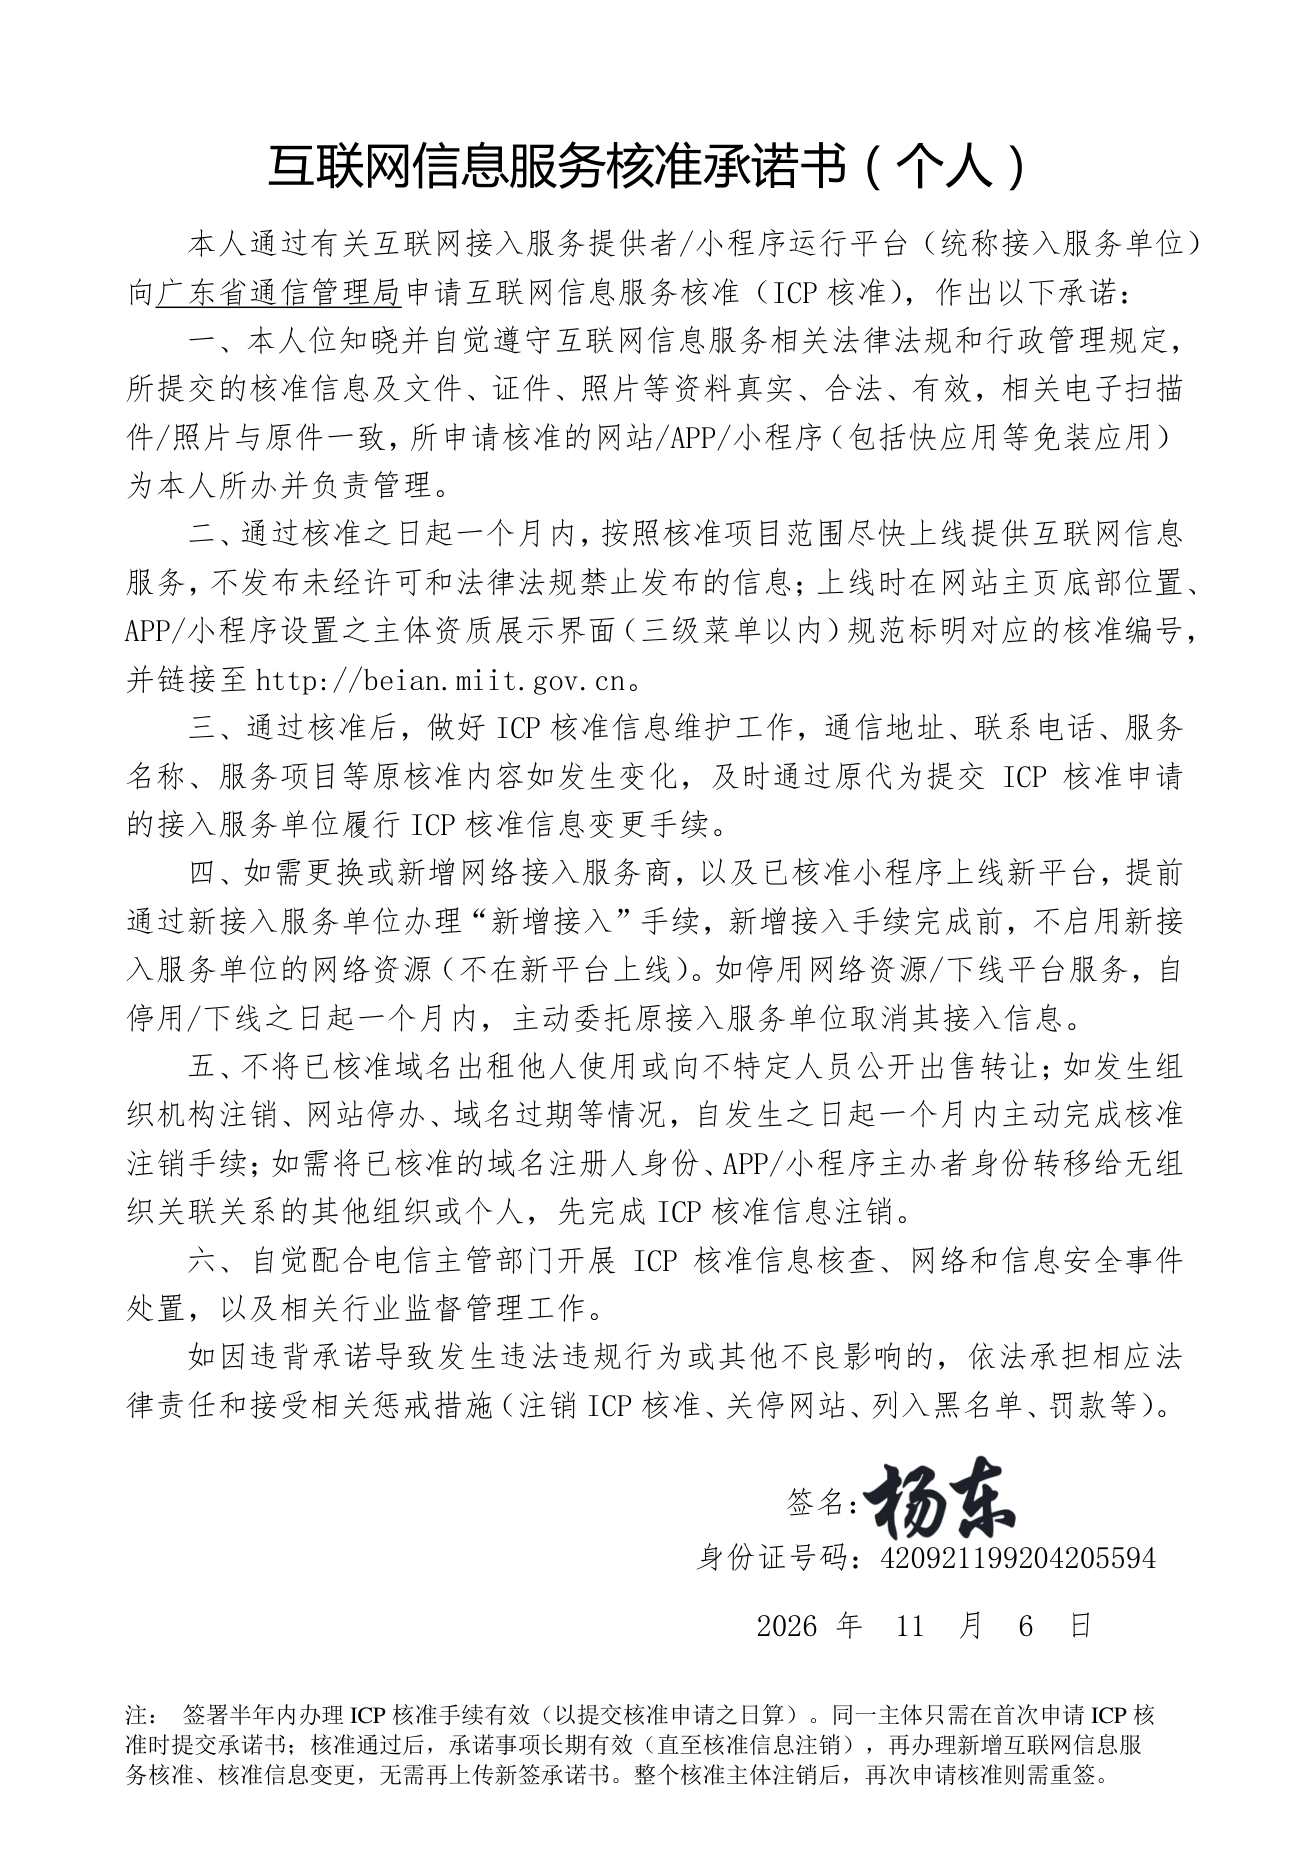 互联网信息服务核准承诺书（个人）
本人通过有关互联网接入服务提供者/小程序运行平台（统称接入服务单位）
向广东省通信管理局申请互联网信息服务核准（ICP核准），作出以下承诺：
一、本人位知晓并自觉遵守互联网信息服务相关法律法规和行政管理规定，
所提交的核准信息及文件、证件、照片等资料真实、合法、有效，相关电子扫描
件/照片与原件一致，所申请核准的网站/APP/小程序（包括快应用等免装应用）
为本人所办并负责管理。
二、通过核准之日起一个月内，按照核准项目范围尽快上线提供互联网信息
服务，不发布未经许可和法律法规禁止发布的信息；上线时在网站主页底部位置、
APP/小程序设置之主体资质展示界面（三级菜单以内）规范标明对应的核准编号，
并链接至http://beian.miit.gov.cn。
三、通过核准后，做好ICP核准信息维护工作，通信地址、联系电话、服务
名称、服务项目等原核准内容如发生变化，及时通过原代为提交 ICP 核准申请
的接入服务单位履行ICP核准信息变更手续。
四、如需更换或新增网络接入服务商，以及已核准小程序上线新平台，提前
通过新接入服务单位办理“新增接入”手续，新增接入手续完成前，不启用新接
入服务单位的网络资源（不在新平台上线）。如停用网络资源/下线平台服务，自
停用/下线之日起一个月内，主动委托原接入服务单位取消其接入信息。
五、不将已核准域名出租他人使用或向不特定人员公开出售转让；如发生组
织机构注销、网站停办、域名过期等情况，自发生之日起一个月内主动完成核准
注销手续；如需将已核准的域名注册人身份、APP/小程序主办者身份转移给无组
织关联关系的其他组织或个人，先完成ICP核准信息注销。
六、自觉配合电信主管部门开展 ICP 核准信息核查、网络和信息安全事件
处置，以及相关行业监督管理工作。
如因违背承诺导致发生违法违规行为或其他不良影响的，依法承担相应法
律责任和接受相关惩戒措施（注销ICP核准、关停网站、列入黑名单、罚款等）。
签名：杨东
身份证号码：420921199204205594
2026 年 11 月 6 日
注： 签署半年内办理ICP核准手续有效（以提交核准申请之日算）。同一主体只需在首次申请ICP核
准时提交承诺书；核准通过后，承诺事项长期有效（直至核准信息注销），再办理新增互联网信息服
务核准、核准信息变更，无需再上传新签承诺书。整个核准主体注销后，再次申请核准则需重签。